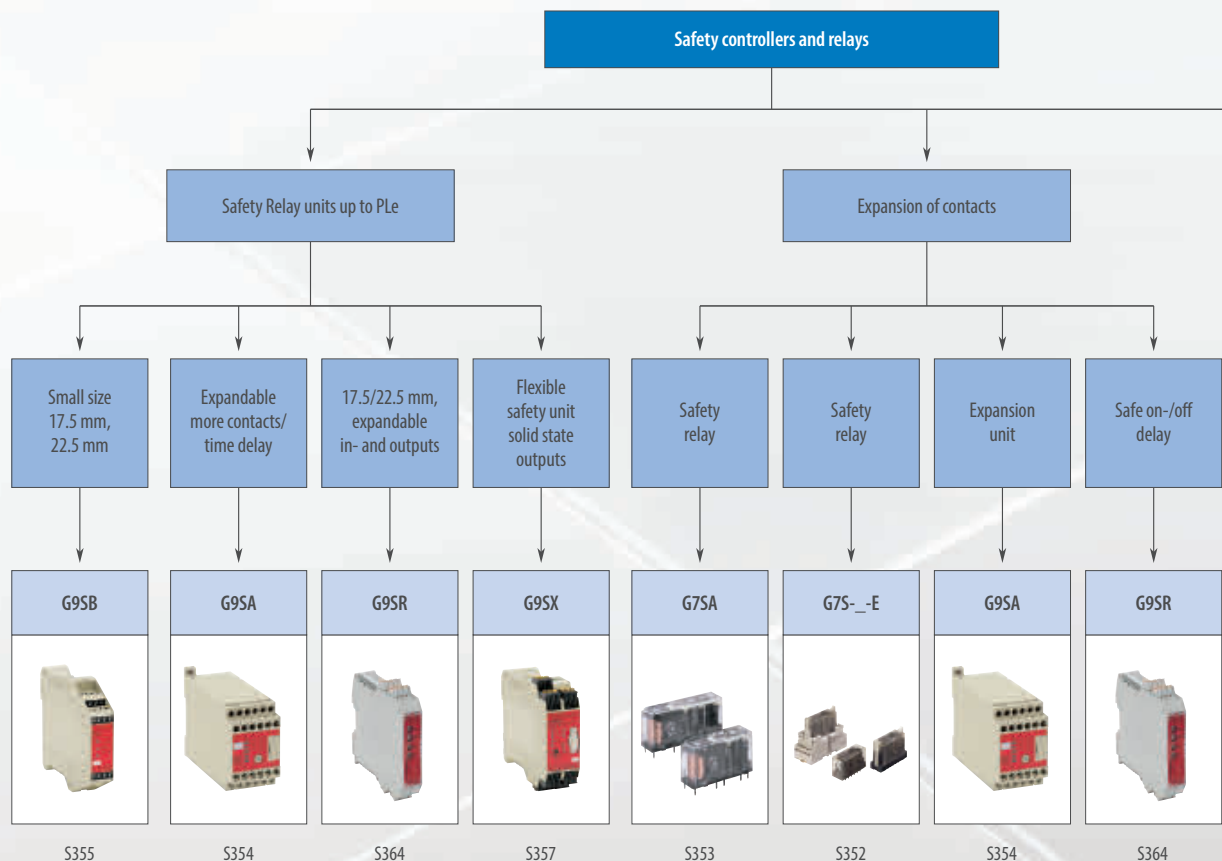 Safety controllers and relays
Safety Relay units up to PLe
Expansion of contacts
Small size
17.5 mm,
22.5 mm
Expandable
more contacts/
time delay
17.5/22.5 mm,
expandable
in- and outputs
Flexible
safety unit
solid state
outputs
Safety
relay
Safety
relay
Expansion
unit
Safe on-/off
delay
G9SB
G9SA
G9SR
G9SX
G7SA
G7S-_-E
G9SA
G9SR
S355
S354
S364
S357
S353
S352
S354
S364